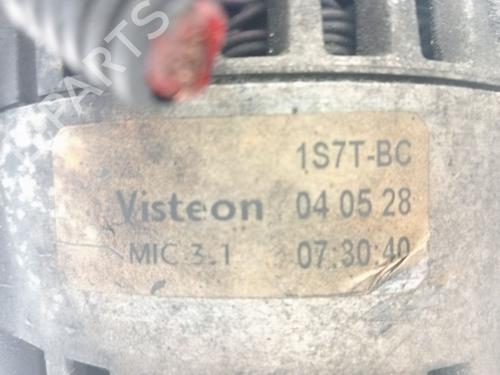 PARTS
1S7T-BC
Visteon 04 05 28
MIC 3.1 07:30:40